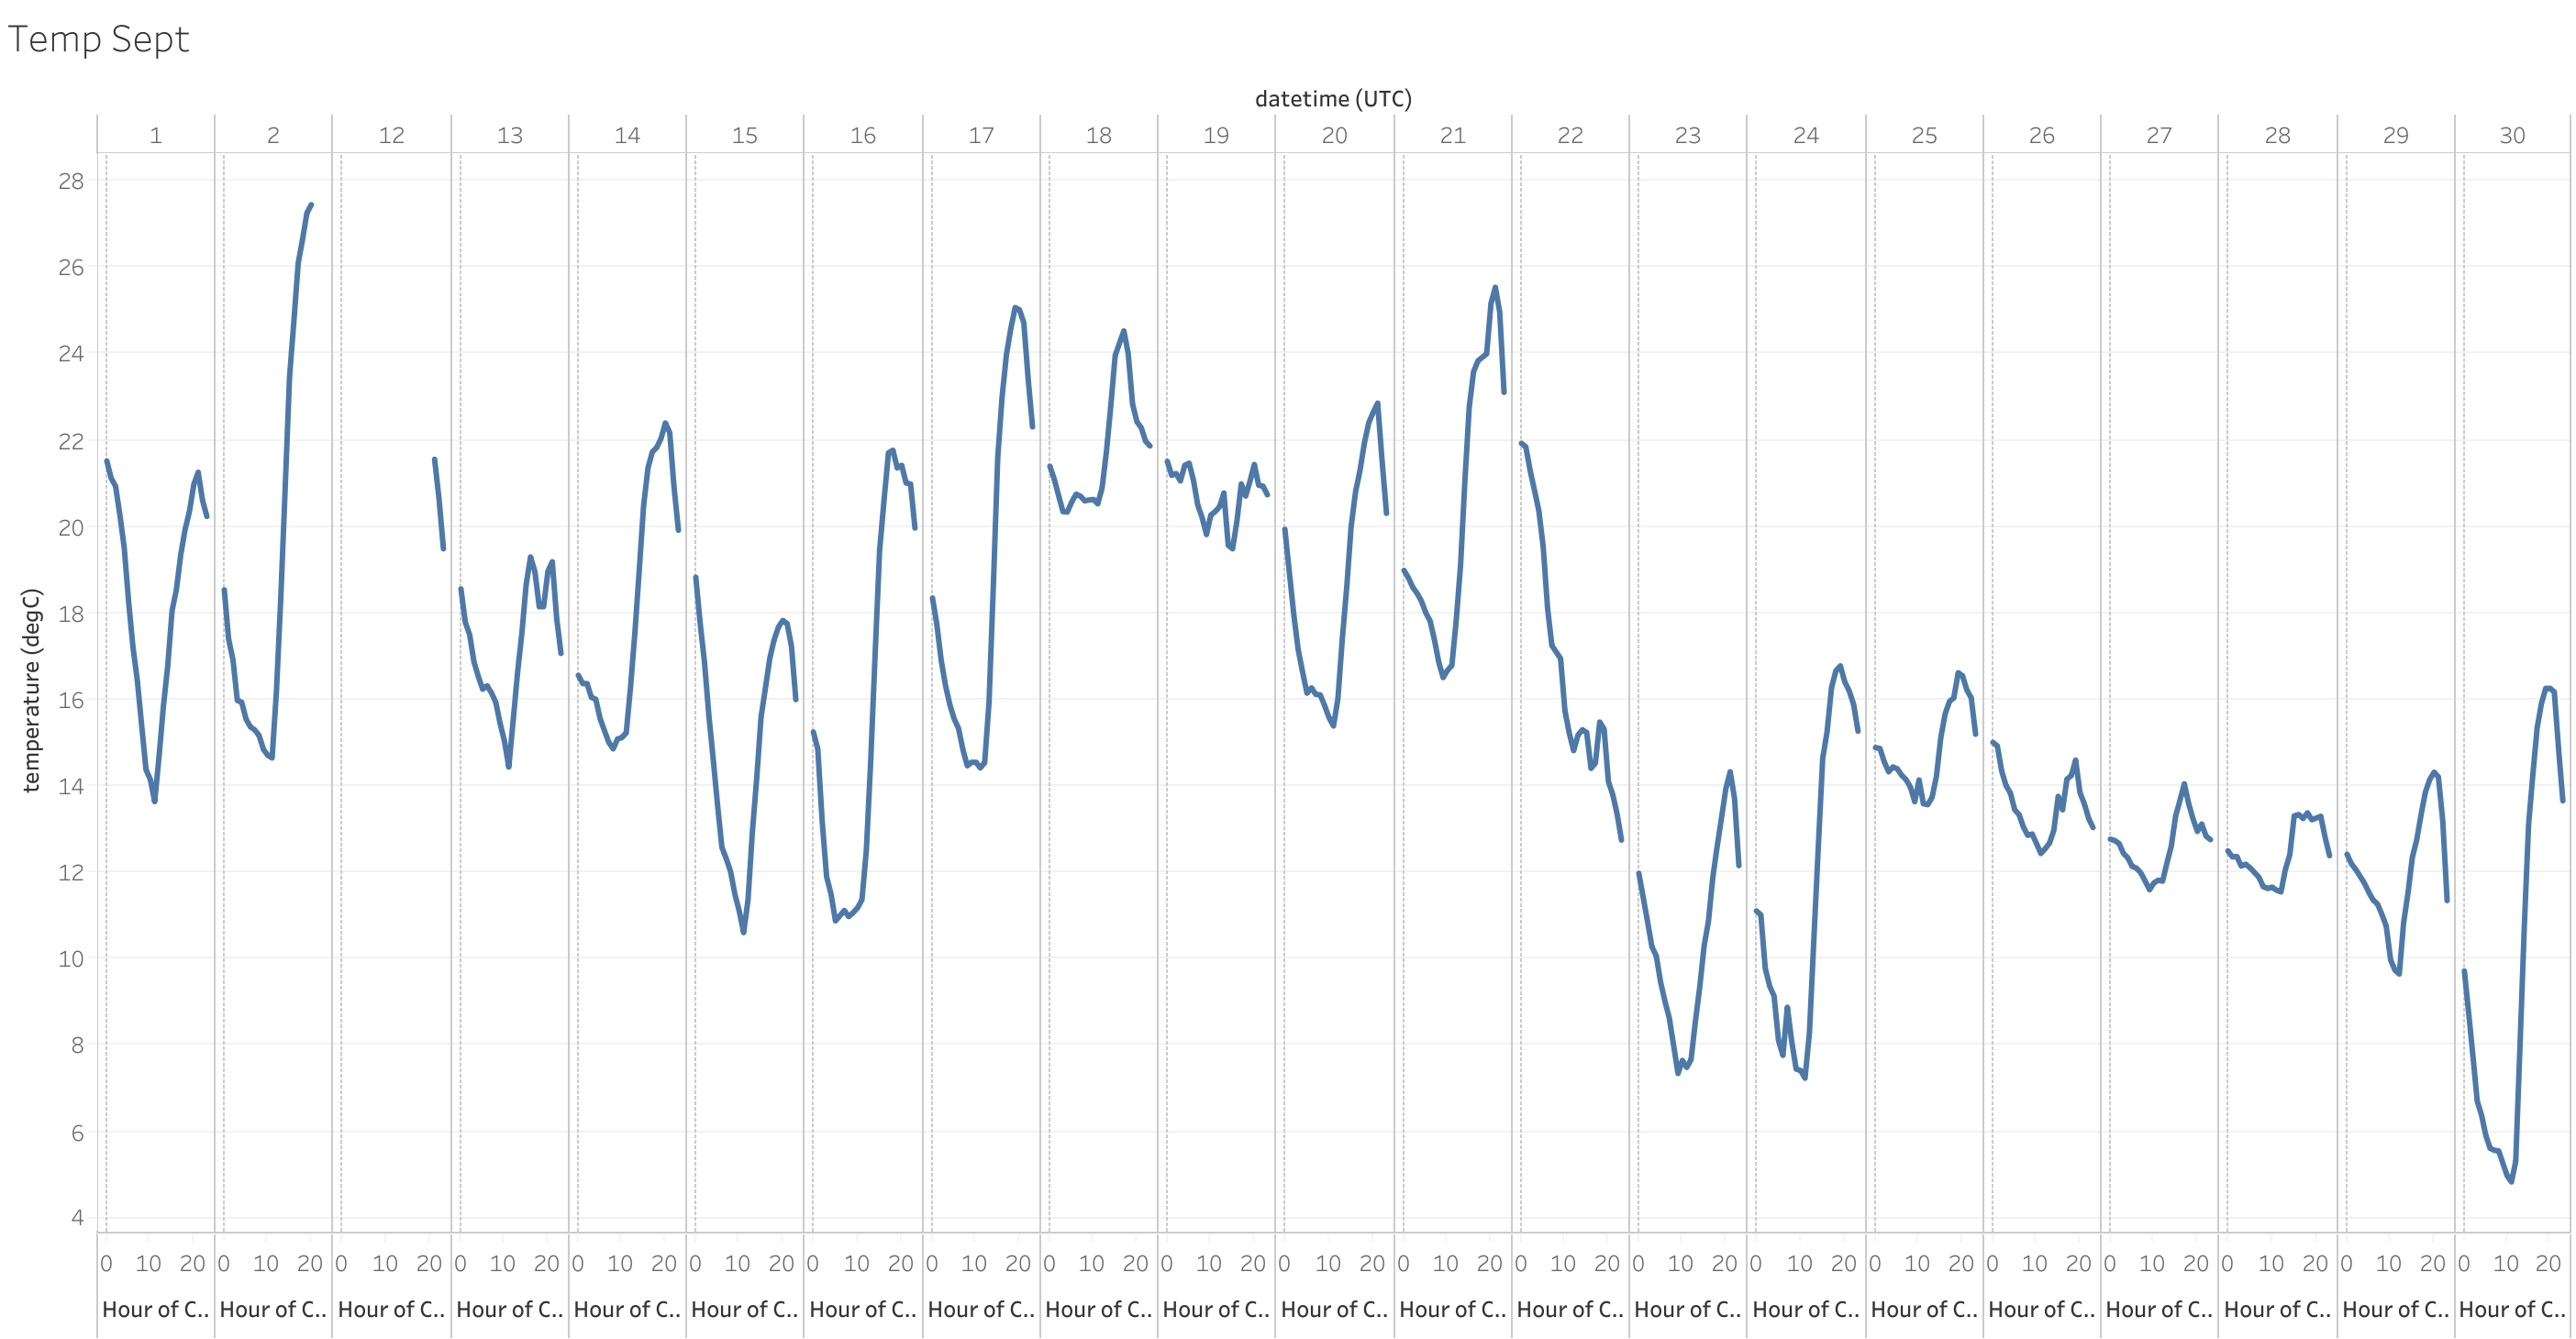 Temp Sept
datetime (UTC)
1 2 12 13 14 15 16 17 18 19 20 21 22 23 24 25 26 27 28 29 30
28
26
24
22
20
18
16
14
12
10
8
6
4
temperature (degC)
0 10 20 0 10 20 0 10 20 0 10 20 0 10 20 0 10 20 0 10 20 0 10 20 0 10 20 0 10 20 0 10 20 0 10 20 0 10 20 0 10 20 0 10 20 0 10 20 0 10 20 0 10 20 0 10 20 0 10 20 0 10 20
Hour of C.. Hour of C.. Hour of C.. Hour of C.. Hour of C.. Hour of C.. Hour of C.. Hour of C.. Hour of C.. Hour of C.. Hour of C.. Hour of C.. Hour of C.. Hour of C.. Hour of C.. Hour of C.. Hour of C.. Hour of C.. Hour of C.. Hour of C.. Hour of C..